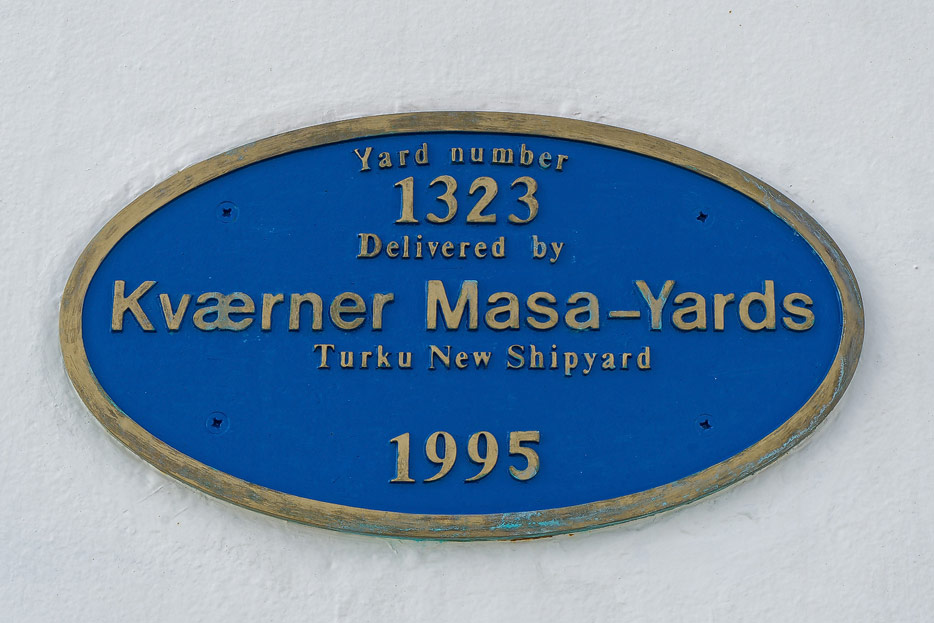 Yard number
1323
Delivered by
Kværner Masa-Yards
Turku New Shipyard
1995